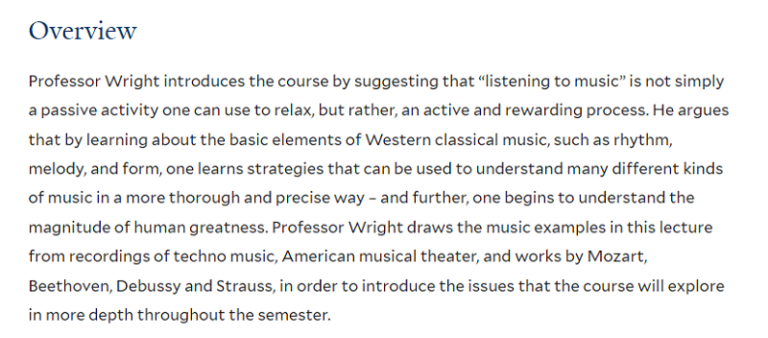 Overview
Professor Wright introduces the course by suggesting that “listening to music” is not simply
a passive activity one can use to relax, but rather, an active and rewarding process. He argues
that by learning about the basic elements of Western classical music, such as rhythm,
melody, and form, one learns strategies that can be used to understand many different kinds
of music in a more thorough and precise way – and further, one begins to understand the
magnitude of human greatness. Professor Wright draws the music examples in this lecture
from recordings of techno music, American musical theater, and works by Mozart,
Beethoven, Debussy and Strauss, in order to introduce the issues that the course will explore
in more depth throughout the semester.